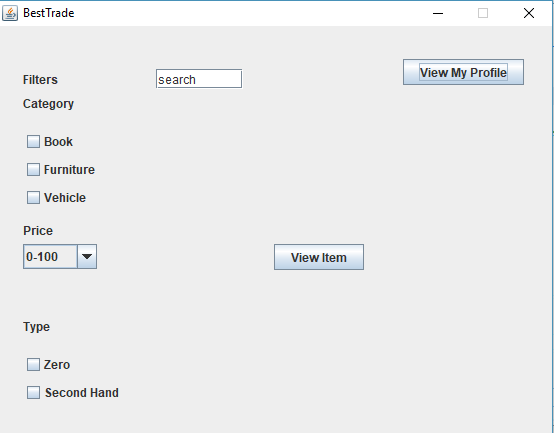 BestTrade
View My Profile
Filters
search
Category
Book
Furniture
Vehicle
Price
0-100
View Item
Type
Zero
Second Hand